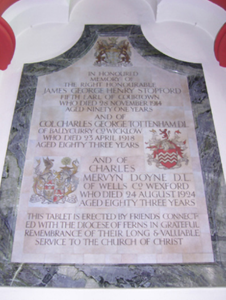 IN HONOURED
MEMORY OF
THE RIGHT HONOURABLE
JAMES GEORGE HENRY STOPFORD
FIFTH EARL OF COURTOWN
WHO DIED 28 NOVEMBER 1914
AGED NINETY ONE YEARS
AND OF
COL. CHARLES GEORGE TOTTENHAM D.L.
OF BALLYCURRY CO. WICKLOW
WHO DIED 23 APRIL 1918
AGED EIGHTY THREE YEARS
AND OF
CHARLES
MERVYN DOYNE D.L.
OF WELLS CO. WEXFORD
WHO DIED 24 AUGUST 1924
AGED EIGHTY THREE YEARS
THIS TABLET IS ERECTED BY FRIENDS CONNECT
ED WITH THE DIOCESE OF FERNS IN GRATEFUL
REMEMBRANCE OF THEIR LONG & VALUABLE
SERVICE TO THE CHURCH OF CHRIST